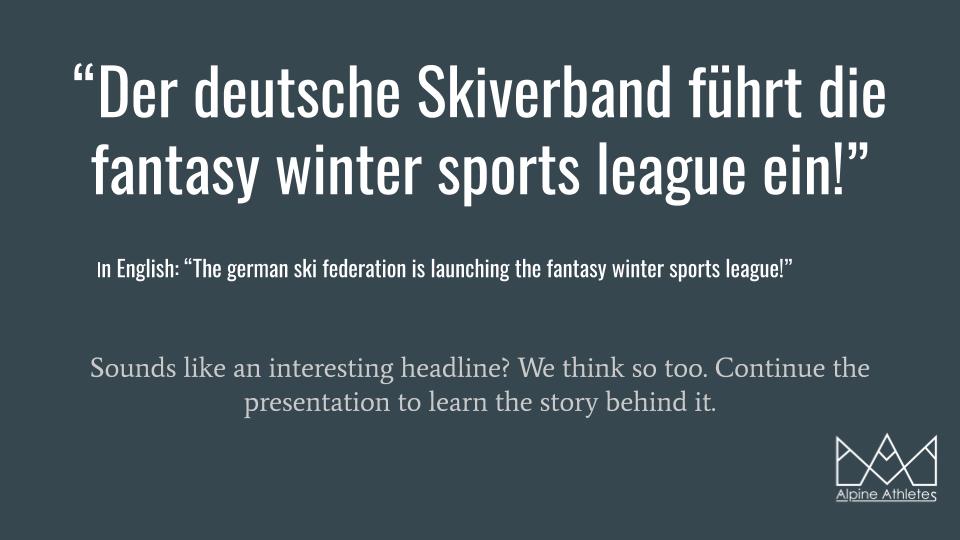 “Der deutsche Skiverband führt die
fantasy winter sports league ein!”
In English: “The german ski federation is launching the fantasy winter sports league!”
Sounds like an interesting headline? We think so too. Continue the
presentation to learn the story behind it.
Alpine Athletes